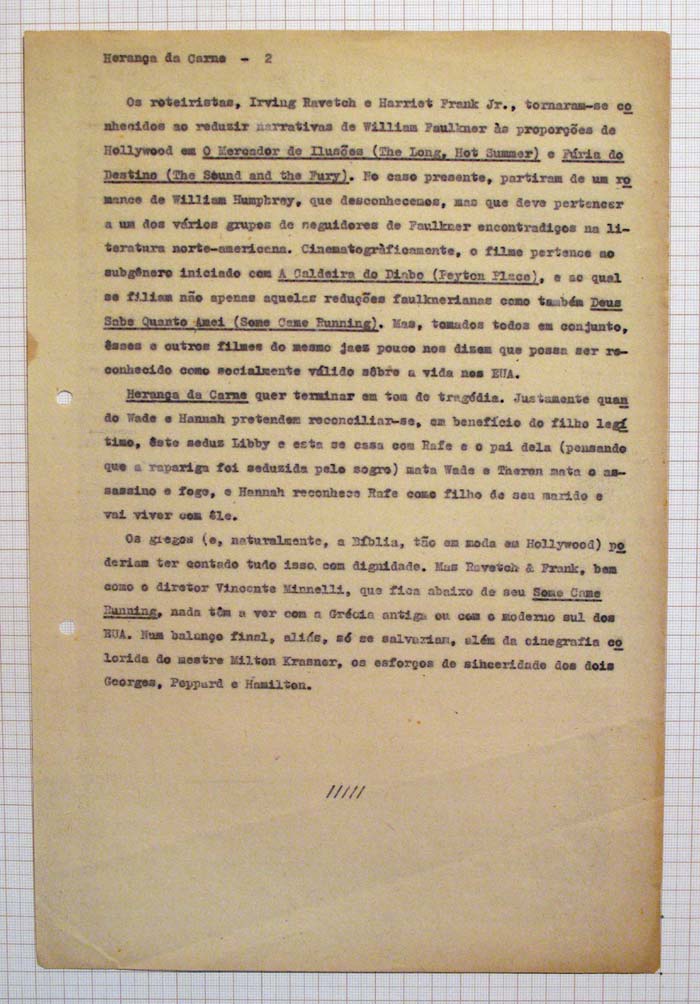 Herança da Carne - 2
Os roteiristas, Irving Ravetch e Harriet Frank Jr., tornaram-se co
nhecidos ao reduzir narrativas de William Faulkner às proporções de
Hollywood em O Mercador de Ilusões (The Long, Hot Summer) e Fúria do
Destino (The Sound and the Fury). No caso presente, partiram de um ro
mance de William Humphrey, que desconhecemos, mas que deve pertencer
a um dos vários grupos de seguidores de Faulkner encontradiços na li-
teratura norte-americana. Cinematogràficamente, o filme pertence ao
subgênero iniciado com A Caldeira do Diabo (Peyton Place), e ao qual
se filiam não apenas aquelas reduções faulknerianas como também Deus
Sabe Quanto Amei (Some Came Running). Mas, tomados todos em conjunto,
êsses e outros filmes do mesmo jaez pouco nos dizem que possa ser re-
conhecido como socialmente válido sôbre a vida nos EUA.
Herança da Carne quer terminar em tom de tragédia. Justamente quan
do Wade e Hannah pretendem reconciliar-se, em benefício do filho legí
timo, êste seduz Libby e esta se casa com Rafe e o pai dela (pensando
que a rapariga foi seduzida pelo sogro) mata Wade e Theron mata o as-
sassino e foge, e Hannah reconhece Rafe como filho de seu marido e
vai viver com êle.
Os gregos (e, naturalmente, a Bíblia, tão em moda em Hollywood) po
deriam ter contado tudo isso com dignidade. Mas Ravetch & Frank, bem
como o diretor Vincente Minnelli, que fica abaixo de seu Some Came
Running, nada têm a ver com a Grécia antiga ou com o moderno sul dos
EUA. Num balanço final, aliás, só se salvariam, além da cinegrafia co
lorida do mestre Milton Krasner, os esforços de sinceridade dos dois
Georges, Peppard e Hamilton.
/////